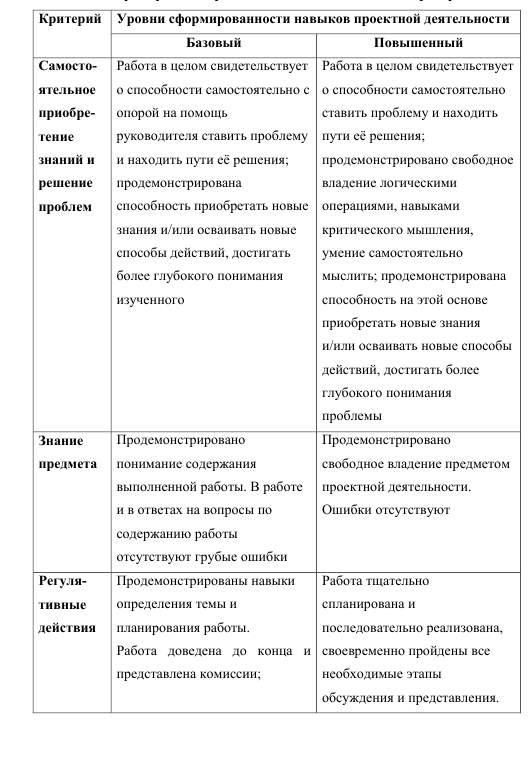 Критерий
Уровни сформированности навыков проектной деятельности
Базовый
Повышенный
Самосто-
ятельное
приобре-
тение
знаний и
решение
проблем
Работа в целом свидетельствует
о способности самостоятельно с
опорой на помощь
руководителя ставить проблему
и находить пути её решения;
продемонстрирована
способность приобретать новые
знания и/или осваивать новые
способы действий, достигать
более глубокого понимания
изученного
Работа в целом свидетельствует
о способности самостоятельно
ставить проблему и находить
пути её решения;
продемонстрировано свободное
владение логическими
операциями, навыками
критического мышления,
умение самостоятельно
мыслить; продемонстрирована
способность на этой основе
приобретать новые знания
и/или осваивать новые способы
действий, достигать более
глубокого понимания
проблемы
Знание
предмета
Продемонстрировано
понимание содержания
выполненной работы. В работе
и в ответах на вопросы по
содержанию работы
отсутствуют грубые ошибки
Продемонстрировано
свободное владение предметом
проектной деятельности.
Ошибки отсутствуют
Регуля-
тивные
действия
Продемонстрированы навыки
определения темы и
планирования работы.
Работа доведена до конца и
представлена комиссии;
Работа тщательно
спланирована и
последовательно реализована,
своевременно пройдены все
необходимые этапы
обсуждения и представления.